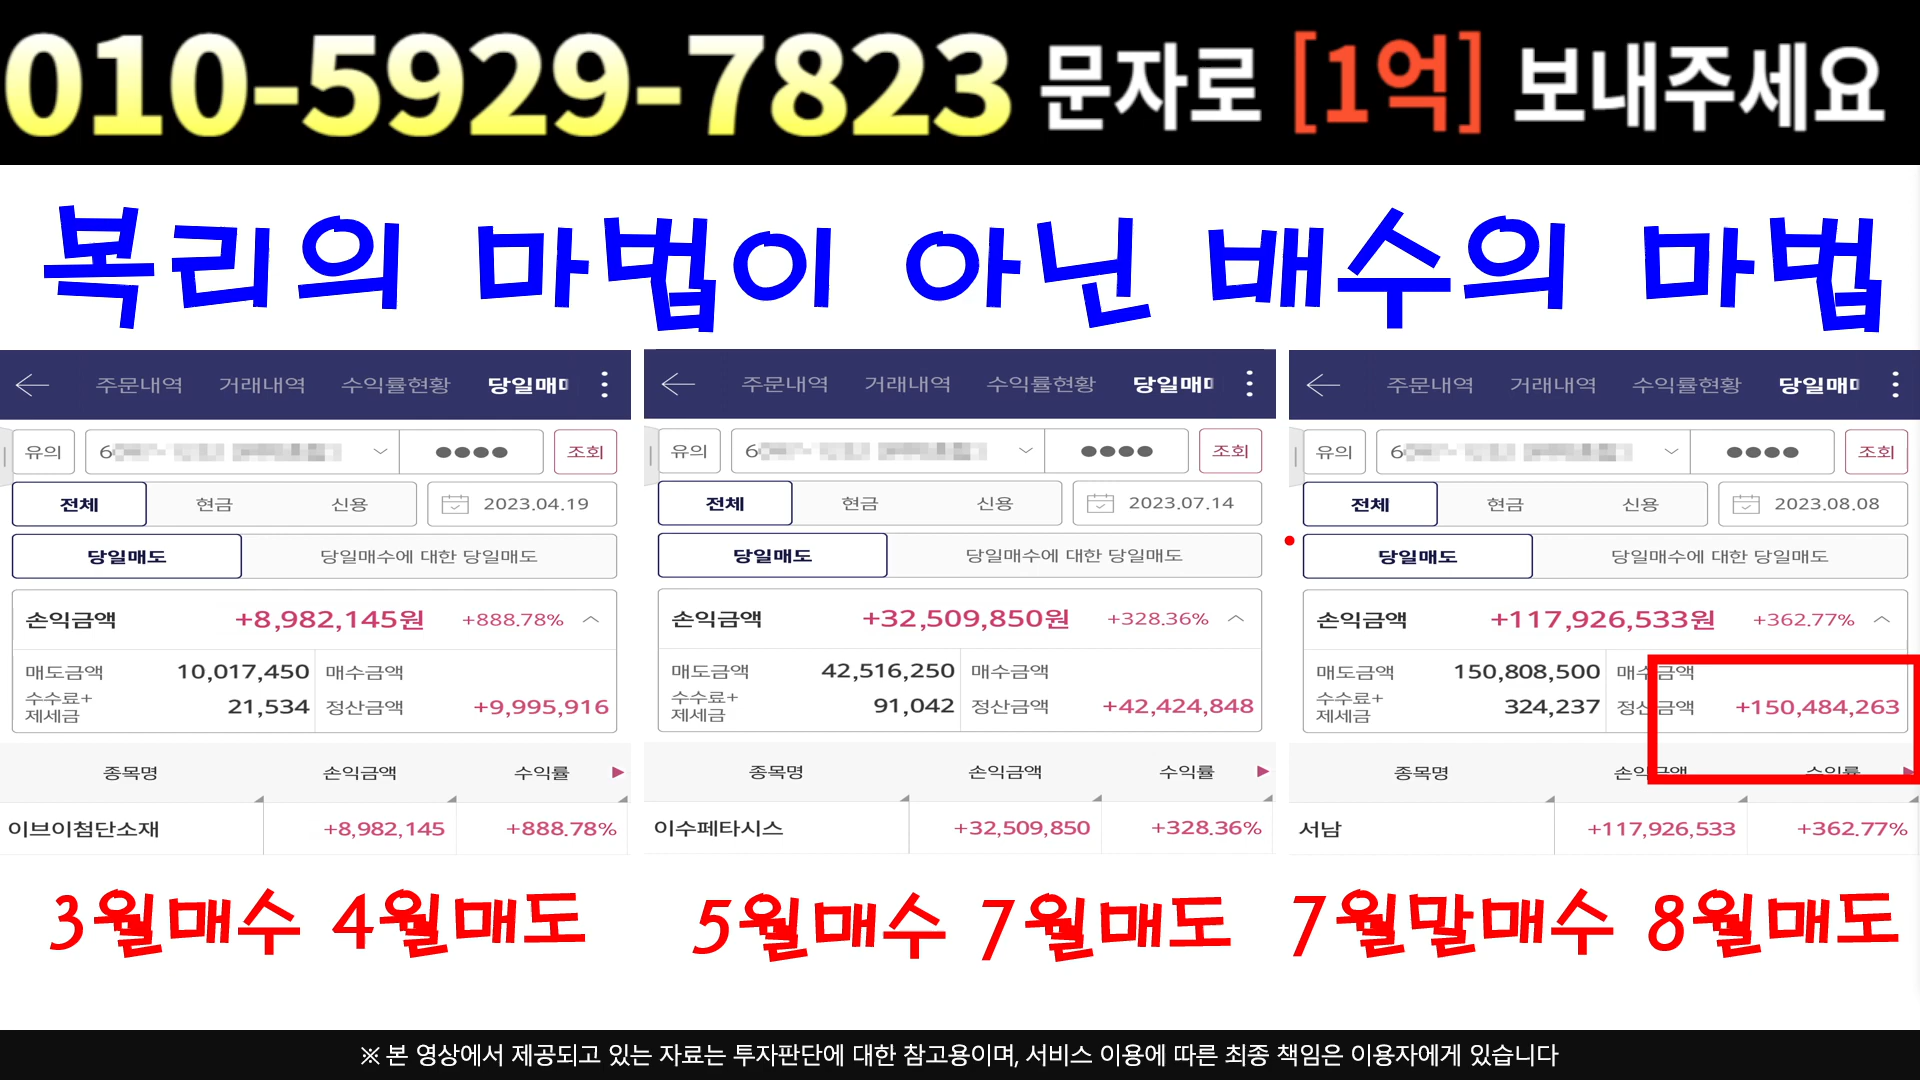 010-5929-7823 문자로 [1억] 보내주세요
복리의 마법이 아닌 배수의 마법
주문내역 거래내역 수익률현황 당일매
유의 6 조회
전체 현금 신용 2023.04.19
당일매도 당일매수에 대한 당일매도
손익금액 +8,982,145원 +888.78%
매도금액 10,017,450 매수금액
수수료+
제세금 21,534 정산금액 +9,995,916
종목명 손익금액 수익률
이브이첨단소재 +8,982,145 +888.78%
3월매수 4월매도
주문내역 거래내역 수익률현황 당일매
유의 6 조회
전체 현금 신용 2023.07.14
당일매도 당일매수에 대한 당일매도
손익금액 +32,509,850원 +328.36%
매도금액 42,516,250 매수금액
수수료+
제세금 91,042 정산금액 +42,424,848
종목명 손익금액 수익률
이수페타시스 +32,509,850 +328.36%
5월매수 7월매도
주문내역 거래내역 수익률현황 당일매
유의 6 조회
전체 현금 신용 2023.08.08
당일매도 당일매수에 대한 당일매도
손익금액 +117,926,533원 +362.77%
매도금액 150,808,500 매수금액
수수료+
제세금 324,237 정산금액 +150,484,263
종목명 손익금액 수익률
서남 +117,926,533 +362.77%
7월말매수 8월매도
※ 본 영상에서 제공되고 있는 자료는 투자판단에 대한 참고용이며, 서비스 이용에 따른 최종 책임은 이용자에게 있습니다